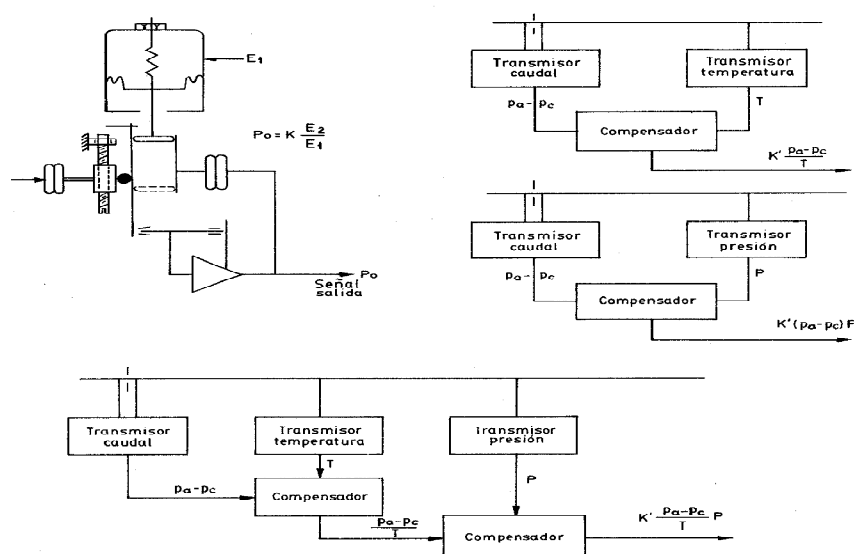 E1
Po = K E2/E1
Po
Señal
salida
Transmisor
caudal
Transmisor
temperatura
pa - pc
T
Compensador
K' pa-pc/T
Transmisor
caudal
Transmisor
presión
pa- pc
P
Compensador
K'(pa-pc) P
Transmisor
caudal
Transmisor
temperatura
Transmisor
presión
T
P
pa-pc
Compensador
pa-pc/T
Compensador
K' pa-pc/T P